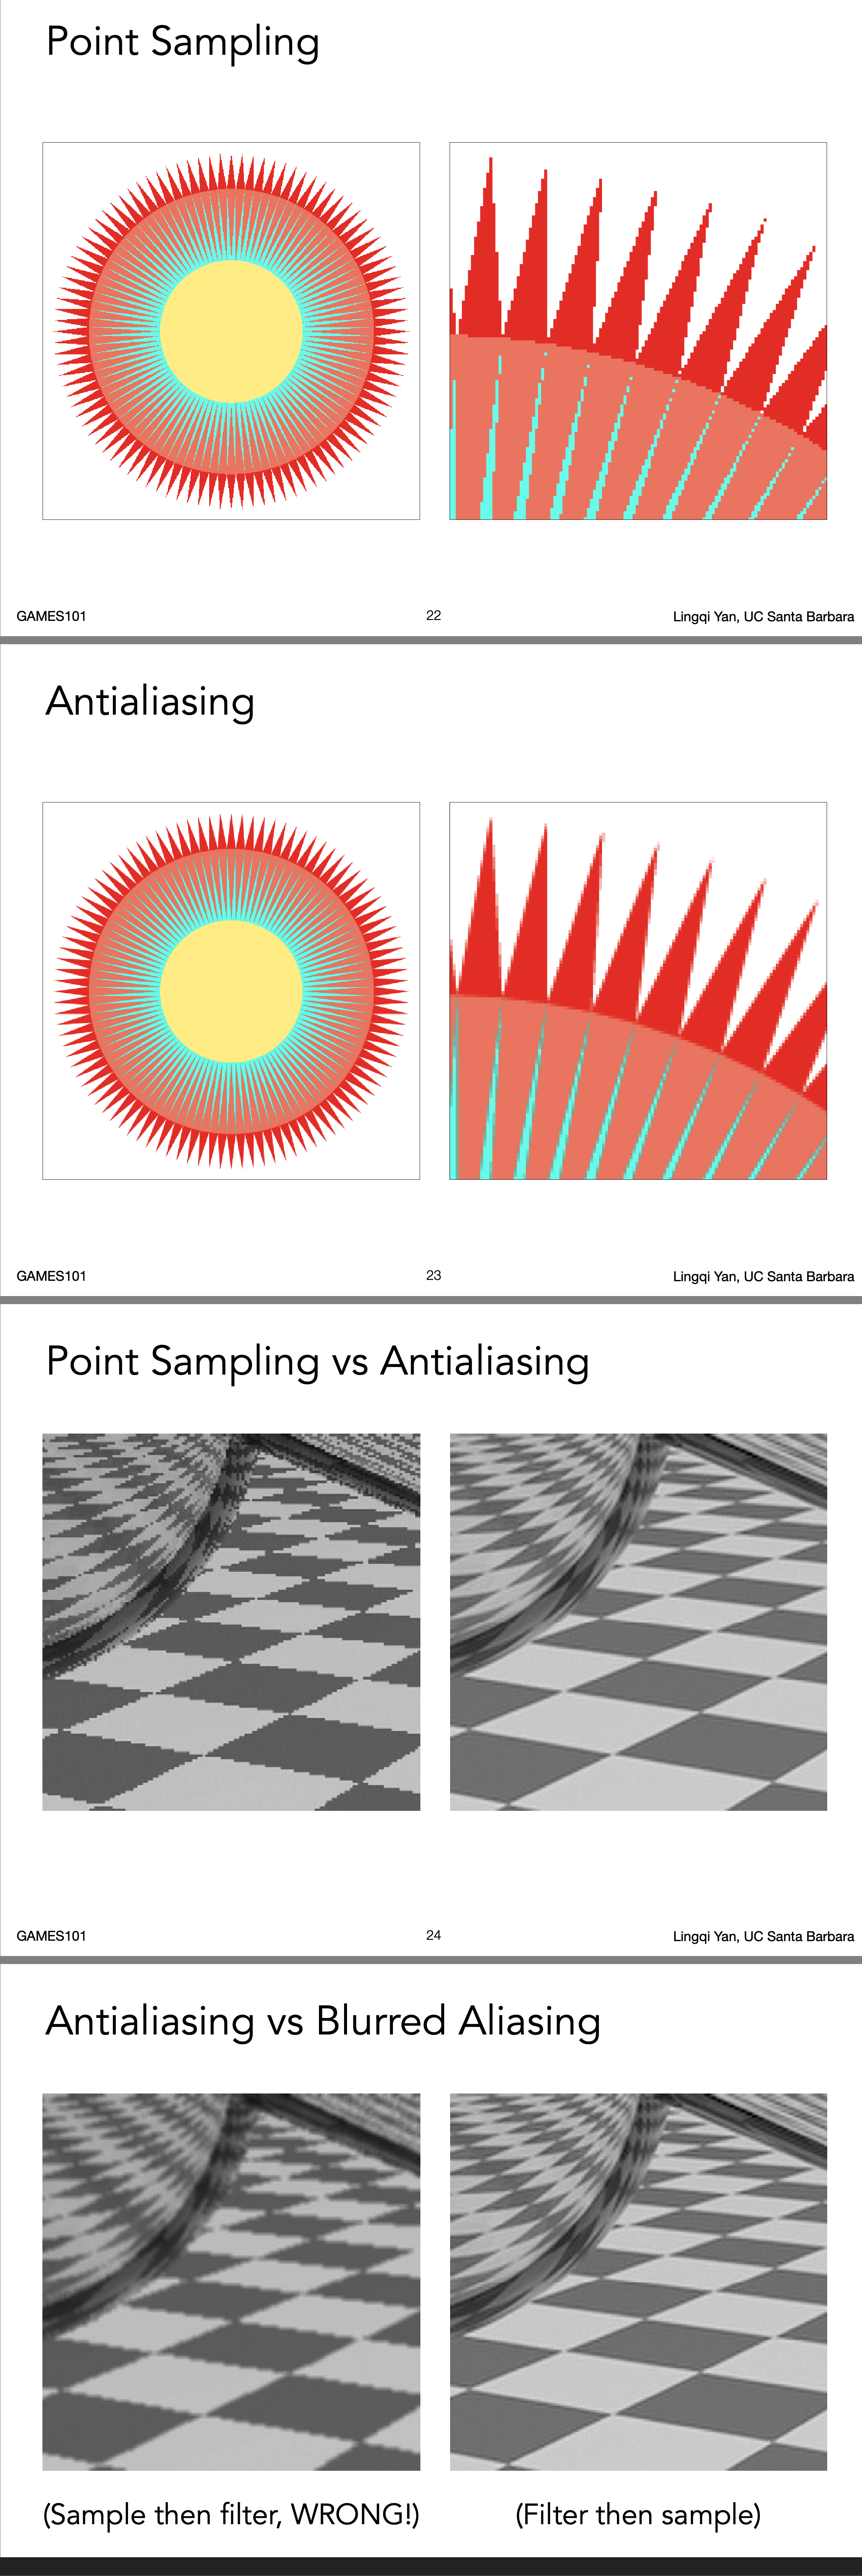 Point Sampling
GAMES101
22
Lingqi Yan, UC Santa Barbara
Antialiasing
GAMES101
23
Lingqi Yan, UC Santa Barbara
Point Sampling vs Antialiasing
GAMES101
24
Lingqi Yan, UC Santa Barbara
Antialiasing vs Blurred Aliasing
(Sample then filter, WRONG!)
(Filter then sample)